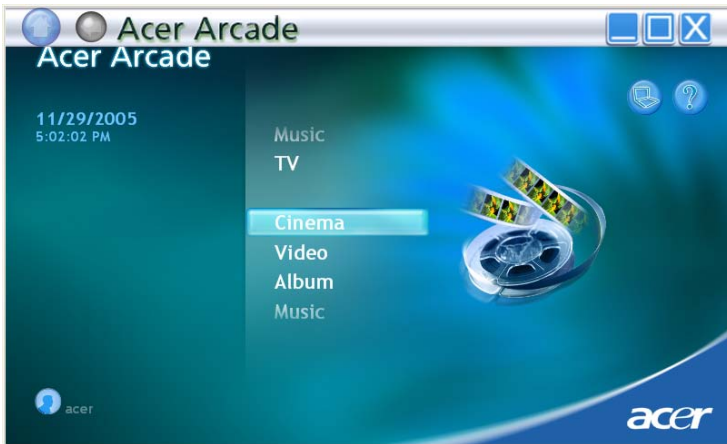 Acer Arcade
Acer Arcade
11/29/2005
5:02:02 PM
Music
TV
Cinema
Video
Album
Music
acer
acer